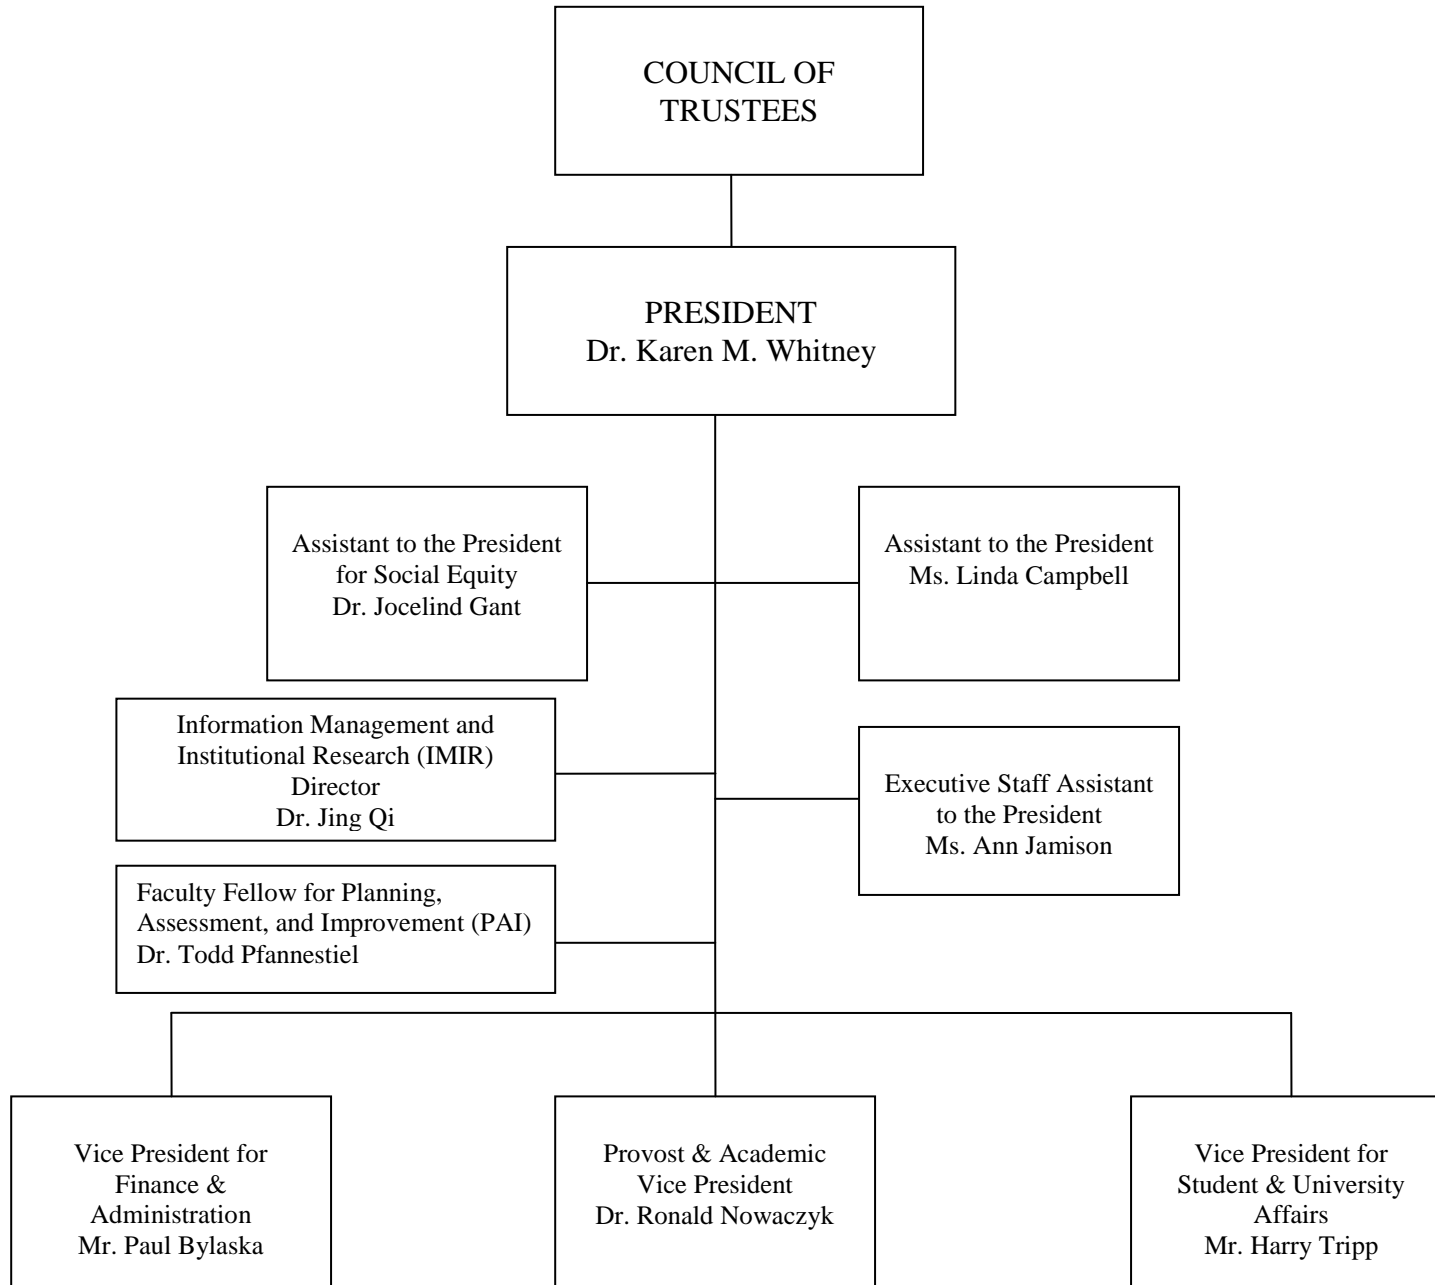 COUNCIL OF
TRUSTEES
PRESIDENT
Dr. Karen M. Whitney
Assistant to the President
for Social Equity
Dr. Jocelind Gant
Assistant to the President
Ms. Linda Campbell
Information Management and
Institutional Research (IMIR)
Director
Dr. Jing Qi
Executive Staff Assistant
to the President
Ms. Ann Jamison
Faculty Fellow for Planning,
Assessment, and Improvement (PAI)
Dr. Todd Pfannestiel
Vice President for
Finance &
Administration
Mr. Paul Bylaska
Provost & Academic
Vice President
Dr. Ronald Nowaczyk
Vice President for
Student & University
Affairs
Mr. Harry Tripp